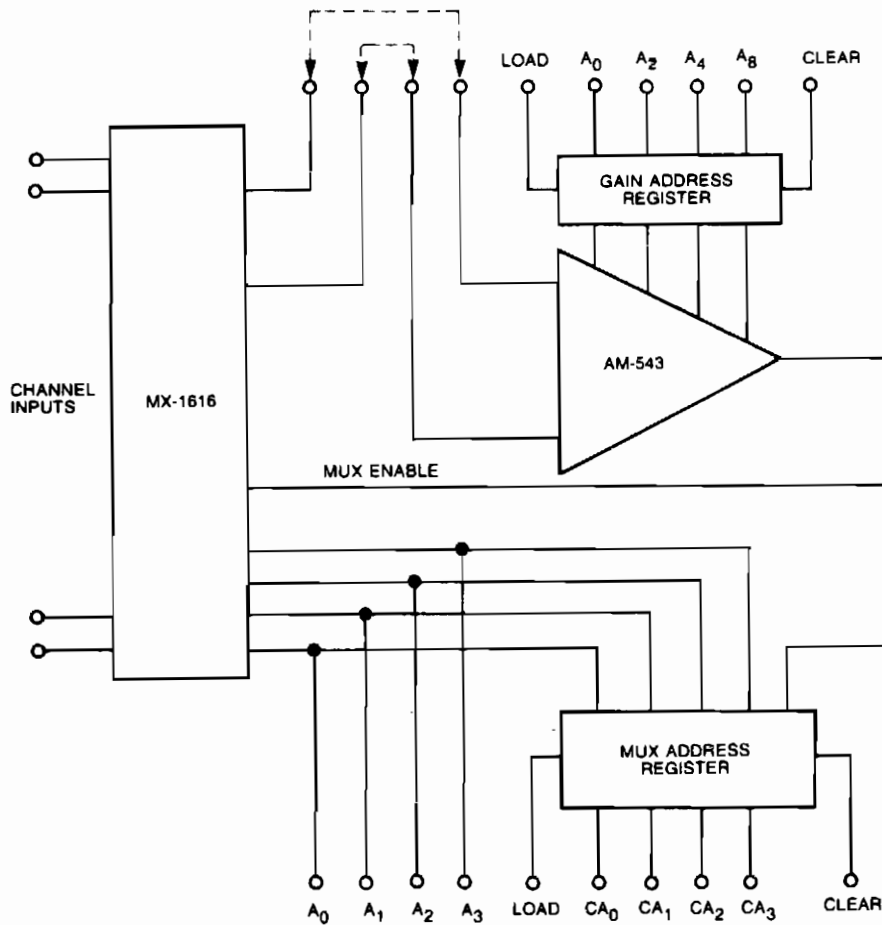 LOAD A₀ A₂ A₄ A₈ CLEAR
GAIN ADDRESS
REGISTER
AM-543
CHANNEL
INPUTS
MX-1616
MUX ENABLE
MUX ADDRESS
REGISTER
A₀ A₁ A₂ A₃ LOAD CA₀ CA₁ CA₂ CA₃ CLEAR